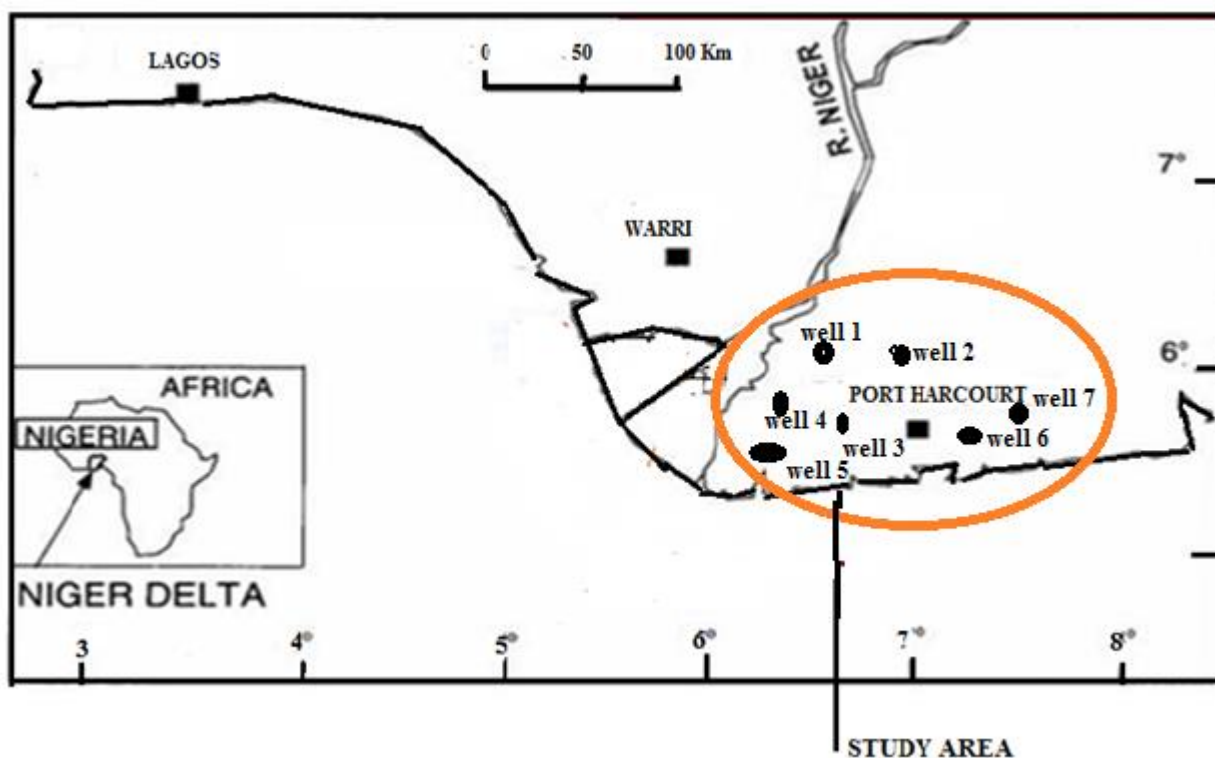 0 50 100 Km
LAGOS
R. NIGER
7°
WARRI
well 1
well 2
6°
AFRICA
PORT HARCOURT
well 7
NIGERIA
well 4
well 3
well 6
well 5
NIGER DELTA
3 4° 5° 6° 7° 8°
STUDY AREA